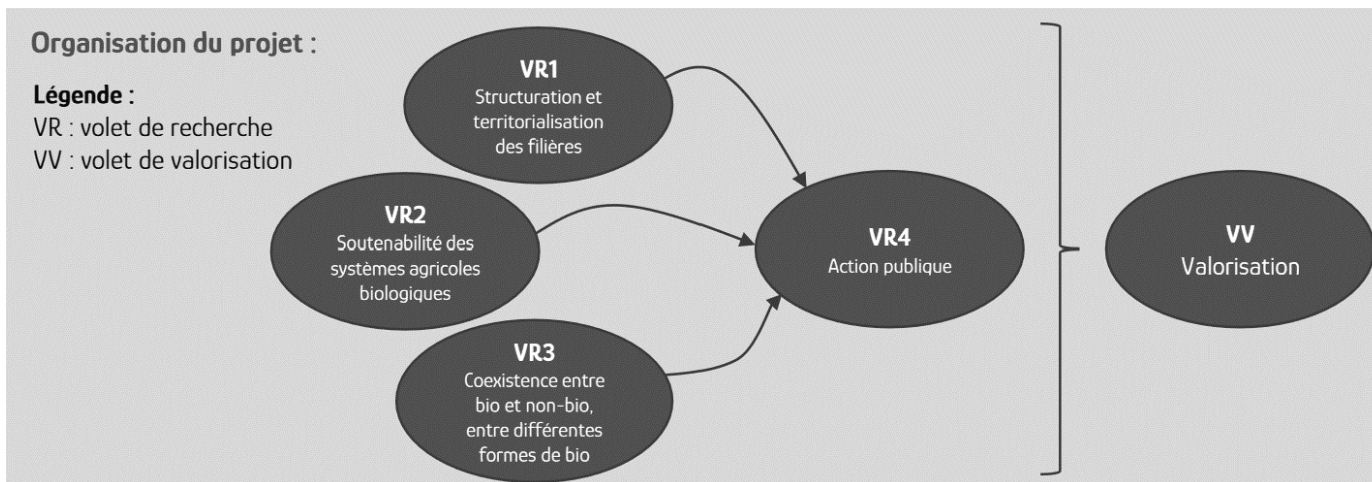 Organisation du projet :
Légende :
VR : volet de recherche
VV : volet de valorisation
VR1
Structuration et
territorialisation
des filières
VR2
Soutenabilité des
systèmes agricoles
biologiques
VR3
Coexistence entre
bio et non-bio,
entre différentes
formes de bio
VR4
Action publique
VV
Valorisation